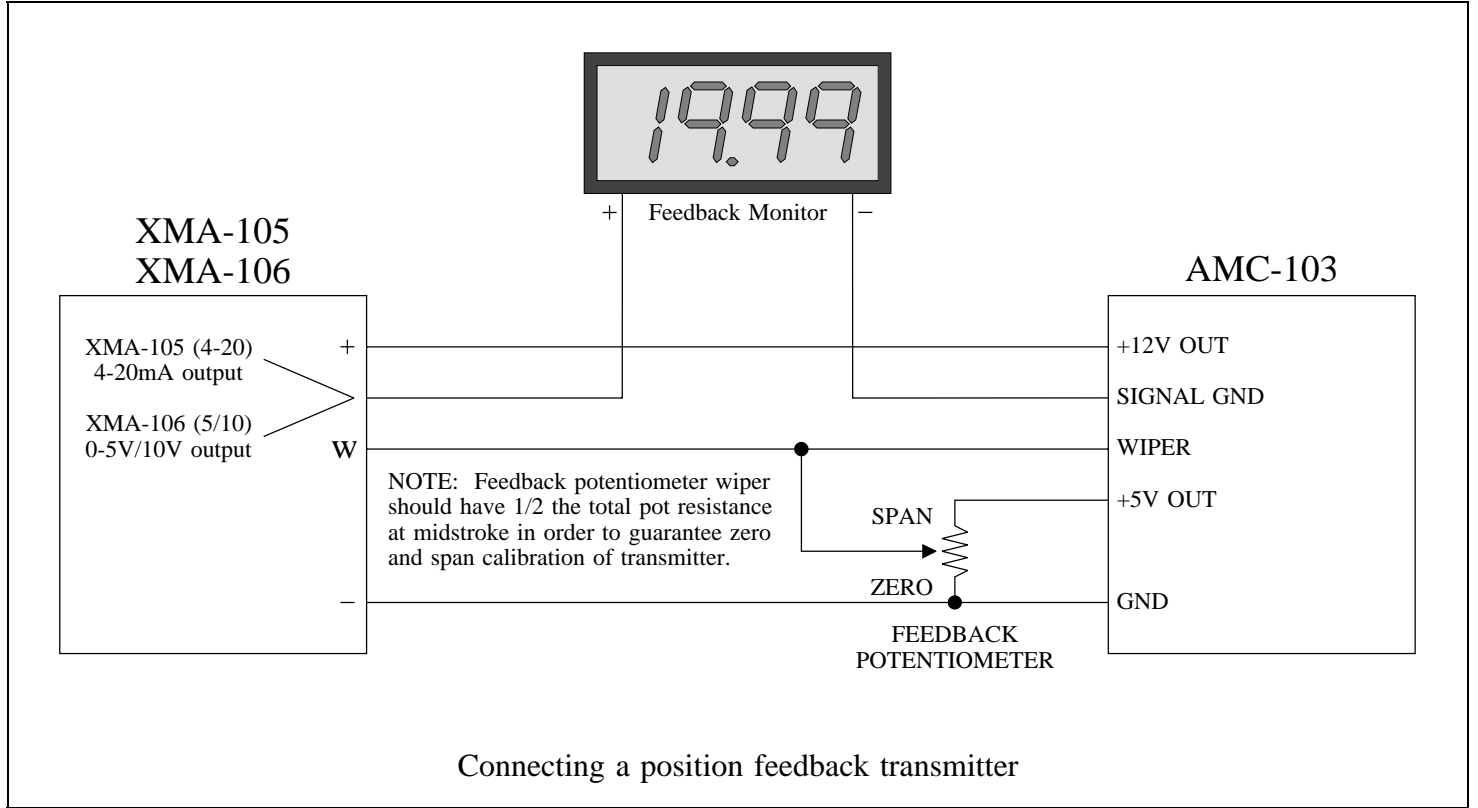 19.99
+ Feedback Monitor −
XMA-105
XMA-106
AMC-103
XMA-105 (4-20)
4-20mA output
XMA-106 (5/10)
0-5V/10V output
+
W
−
+12V OUT
SIGNAL GND
WIPER
+5V OUT
GND
NOTE: Feedback potentiometer wiper
should have 1/2 the total pot resistance
at midstroke in order to guarantee zero
and span calibration of transmitter.
SPAN
ZERO
FEEDBACK
POTENTIOMETER
Connecting a position feedback transmitter